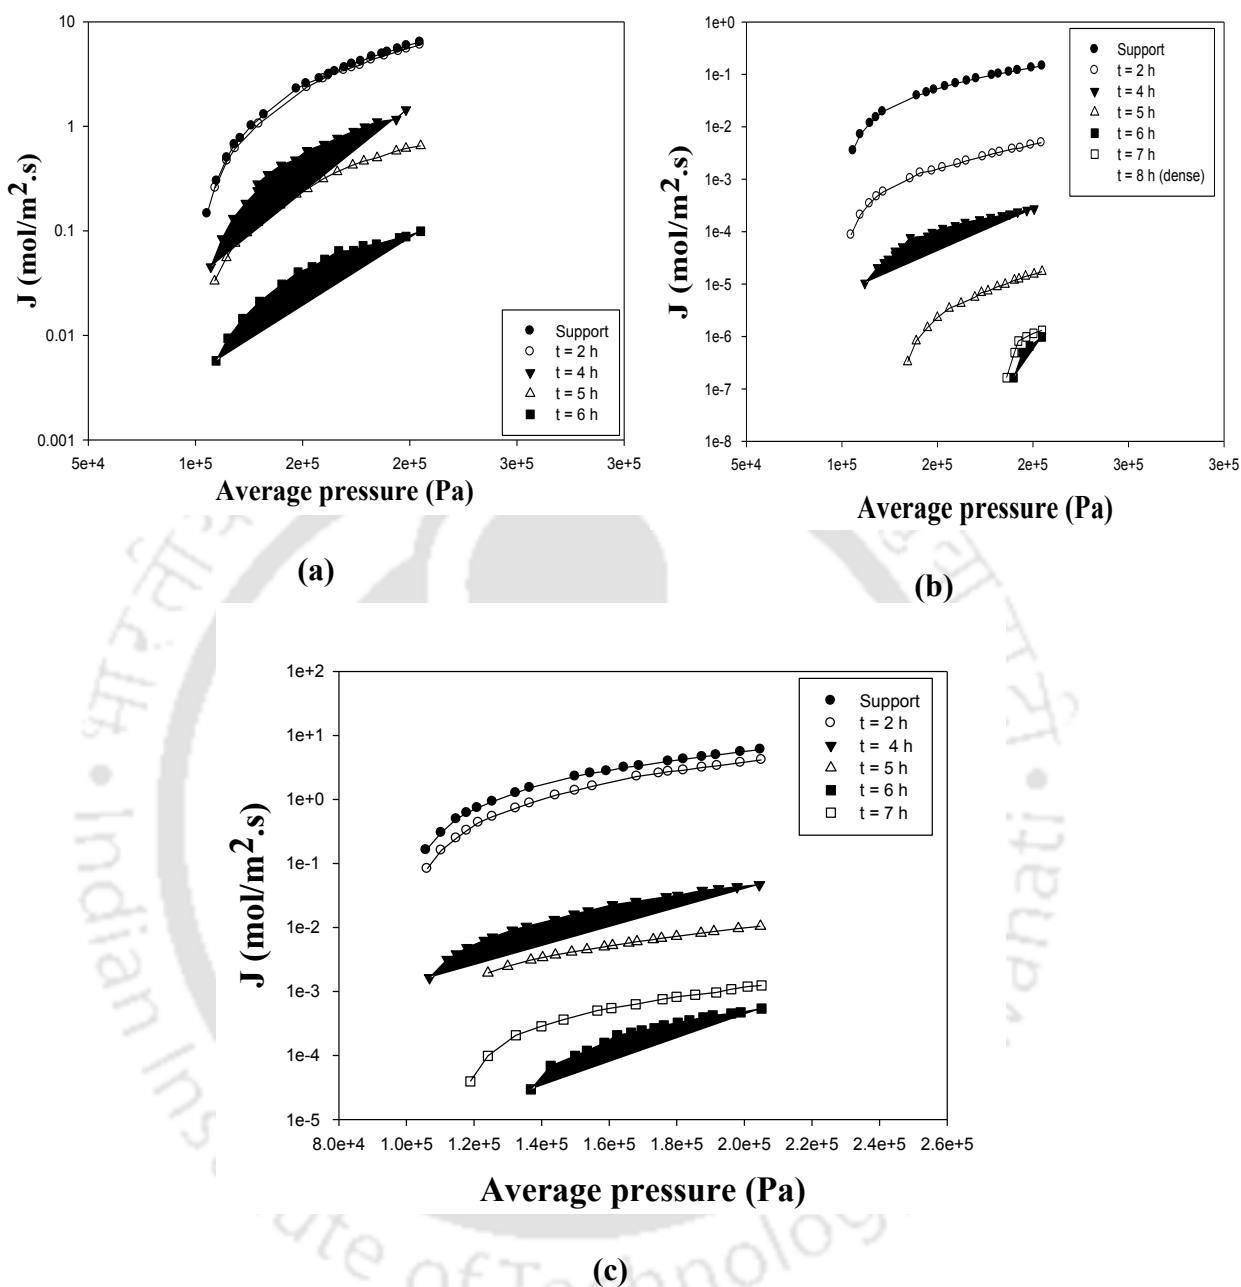 10
1
0.1
0.01
0.001
5e+4 1e+5 2e+5 2e+5 3e+5 3e+5
J (mol/m².s)
Average pressure (Pa)
Support
t = 2 h
t = 4 h
t = 5 h
t = 6 h
(a)
1e+0
1e-1
1e-2
1e-3
1e-4
1e-5
1e-6
1e-7
1e-8
5e+4 1e+5 2e+5 2e+5 3e+5 3e+5
J (mol/m².s)
Average pressure (Pa)
Support
t = 2 h
t = 4 h
t = 5 h
t = 6 h
t = 7 h
t = 8 h (dense)
(b)
1e+2
1e+1
1e+0
1e-1
1e-2
1e-3
1e-4
1e-5
8.0e+4 1.0e+5 1.2e+5 1.4e+5 1.6e+5 1.8e+5 2.0e+5 2.2e+5 2.4e+5 2.6e+5
J (mol/m².s)
Average pressure (Pa)
Support
t = 2 h
t = 4 h
t = 5 h
t = 6 h
t = 7 h
(c)
Indian Ins
ute of Technolog